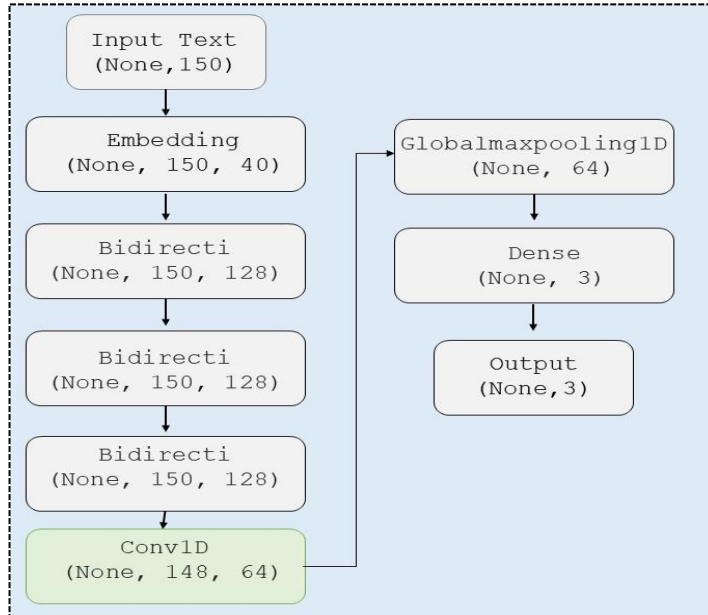 Input Text
(None,150)
Embedding
(None, 150, 40)
Bidirecti
(None, 150, 128)
Bidirecti
(None, 150, 128)
Bidirecti
(None, 150, 128)
Conv1D
(None, 148, 64)
Globalmaxpooling1D
(None, 64)
Dense
(None, 3)
Output
(None,3)